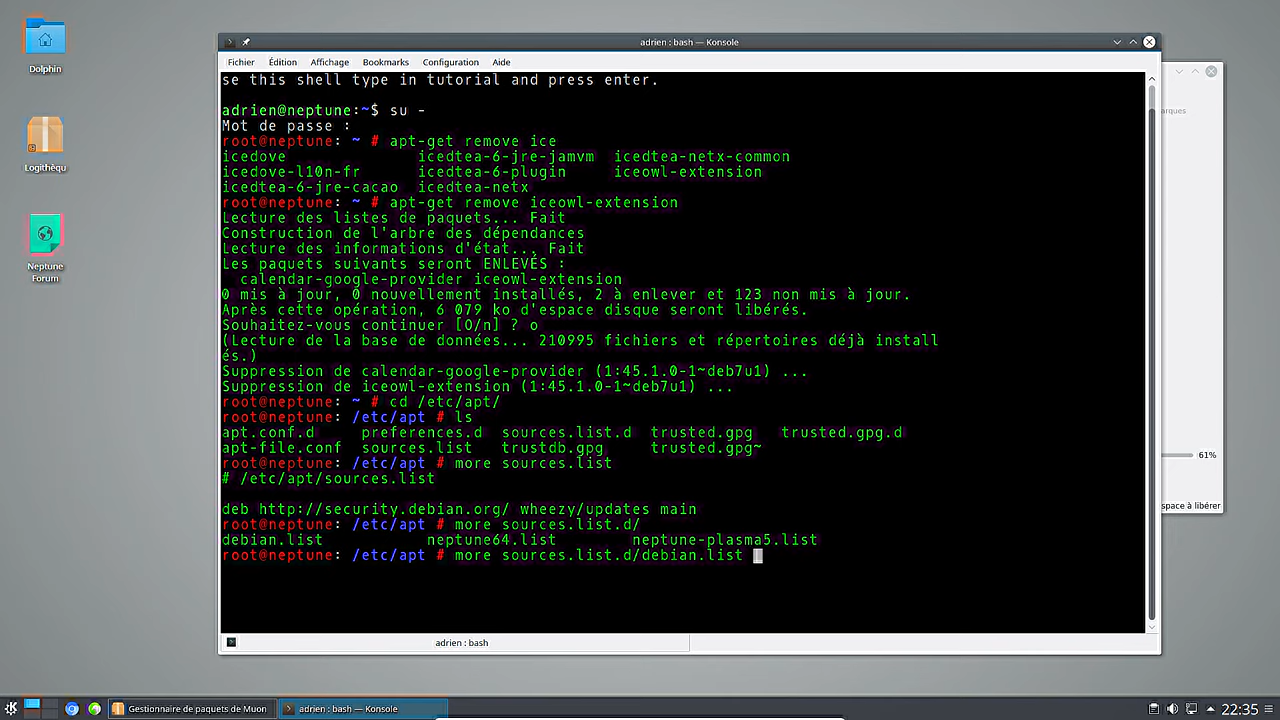 Dolphin
Logithèqu
Neptune
Forum
adrien : bash — Konsole
Fichier Édition Affichage Bookmarks Configuration Aide
se this shell type in tutorial and press enter.
adrien@neptune:~$ su -
Mot de passe :
root@neptune: ~ # apt-get remove ice
icedove icedtea-6-jre-jamvm icedtea-netx-common
icedove-l10n-fr icedtea-6-plugin iceowl-extension
icedtea-6-jre-cacao icedtea-netx
root@neptune: ~ # apt-get remove iceowl-extension
Lecture des listes de paquets... Fait
Construction de l'arbre des dépendances
Lecture des informations d'état... Fait
Les paquets suivants seront ENLEVÉS :
calendar-google-provider iceowl-extension
0 mis à jour, 0 nouvellement installés, 2 à enlever et 123 non mis à jour.
Après cette opération, 6 079 ko d'espace disque seront libérés.
Souhaitez-vous continuer [O/n] ? o
(Lecture de la base de données... 210995 fichiers et répertoires déjà install
és.)
Suppression de calendar-google-provider (1:45.1.0-1~deb7u1) ...
Suppression de iceowl-extension (1:45.1.0-1~deb7u1) ...
root@neptune: ~ # cd /etc/apt/
root@neptune: /etc/apt # ls
apt.conf.d preferences.d sources.list.d trusted.gpg trusted.gpg.d
apt-file.conf sources.list trustdb.gpg trusted.gpg~
root@neptune: /etc/apt # more sources.list
# /etc/apt/sources.list
deb http://security.debian.org/ wheezy/updates main
root@neptune: /etc/apt # more sources.list.d/
debian.list neptune64.list neptune-plasma5.list
root@neptune: /etc/apt # more sources.list.d/debian.list
adrien : bash
arques
61%
space à libérer
Gestionnaire de paquets de Muon
adrien : bash — Konsole
22:35